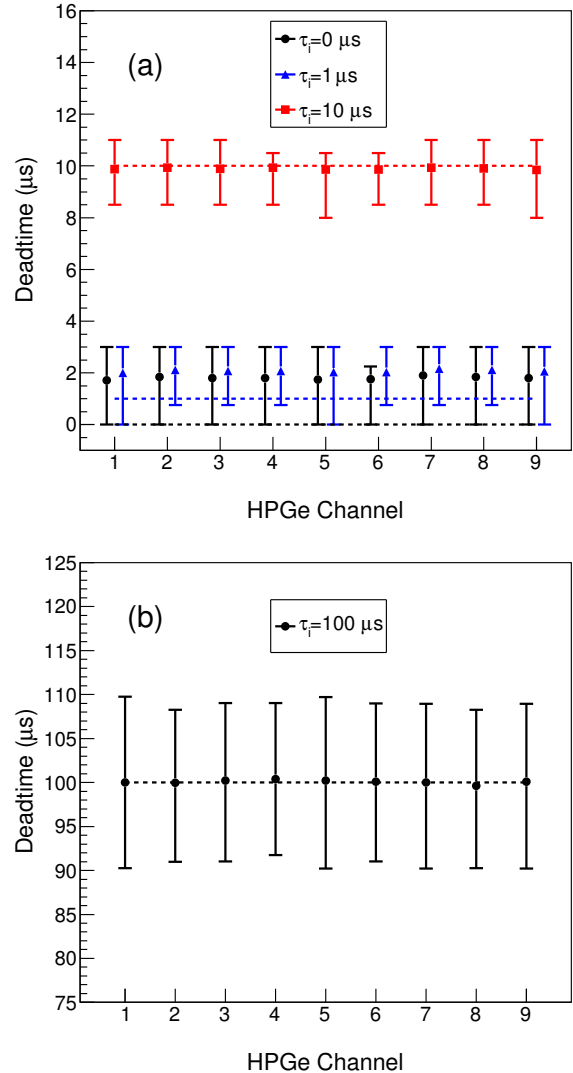 16
14
12
10
8
6
4
2
0
Deadtime (μs)
(a)
τi=0 μs
τi=1 μs
τi=10 μs
1 2 3 4 5 6 7 8 9
HPGe Channel
125
120
115
110
105
100
95
90
85
80
75
Deadtime (μs)
(b)
τi=100 μs
1 2 3 4 5 6 7 8 9
HPGe Channel